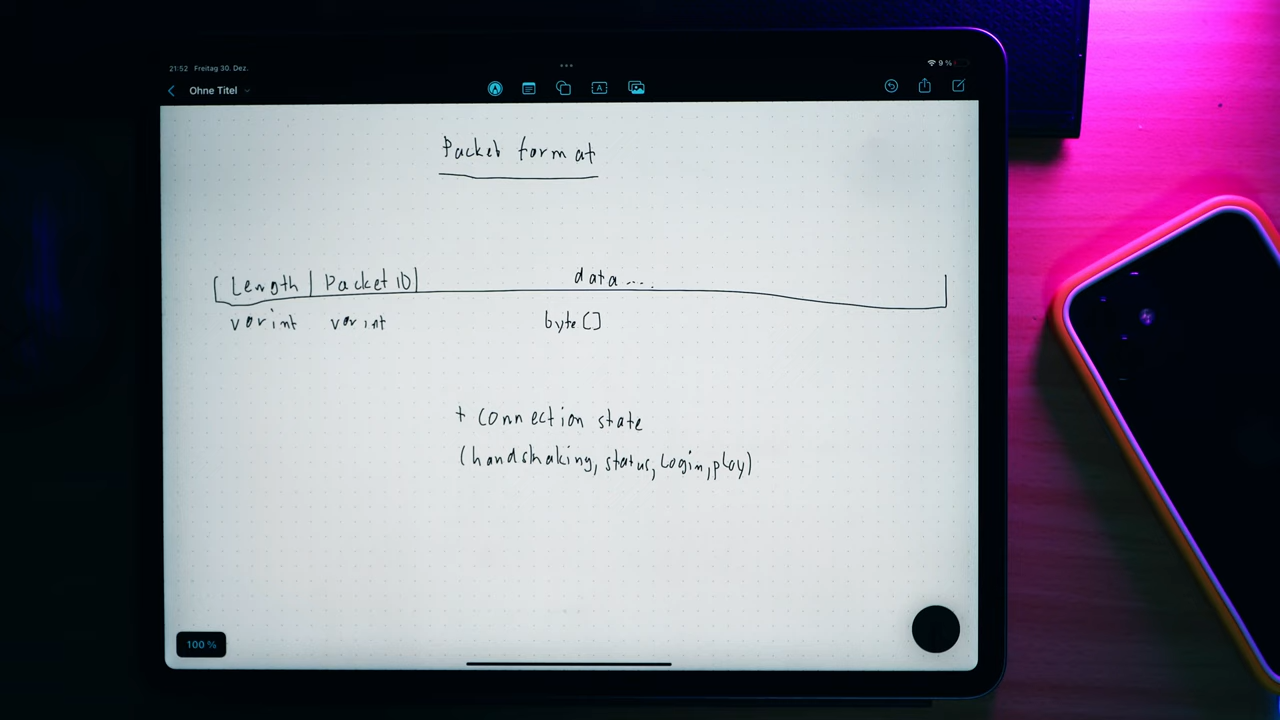 21:52 Freitag 30. Dez.
9 %
Ohne Titel
A
Packet format
[ Length | Packet ID | data ...
varint varint byte []
+ connection state
(handshaking, status, login, play)
100 %